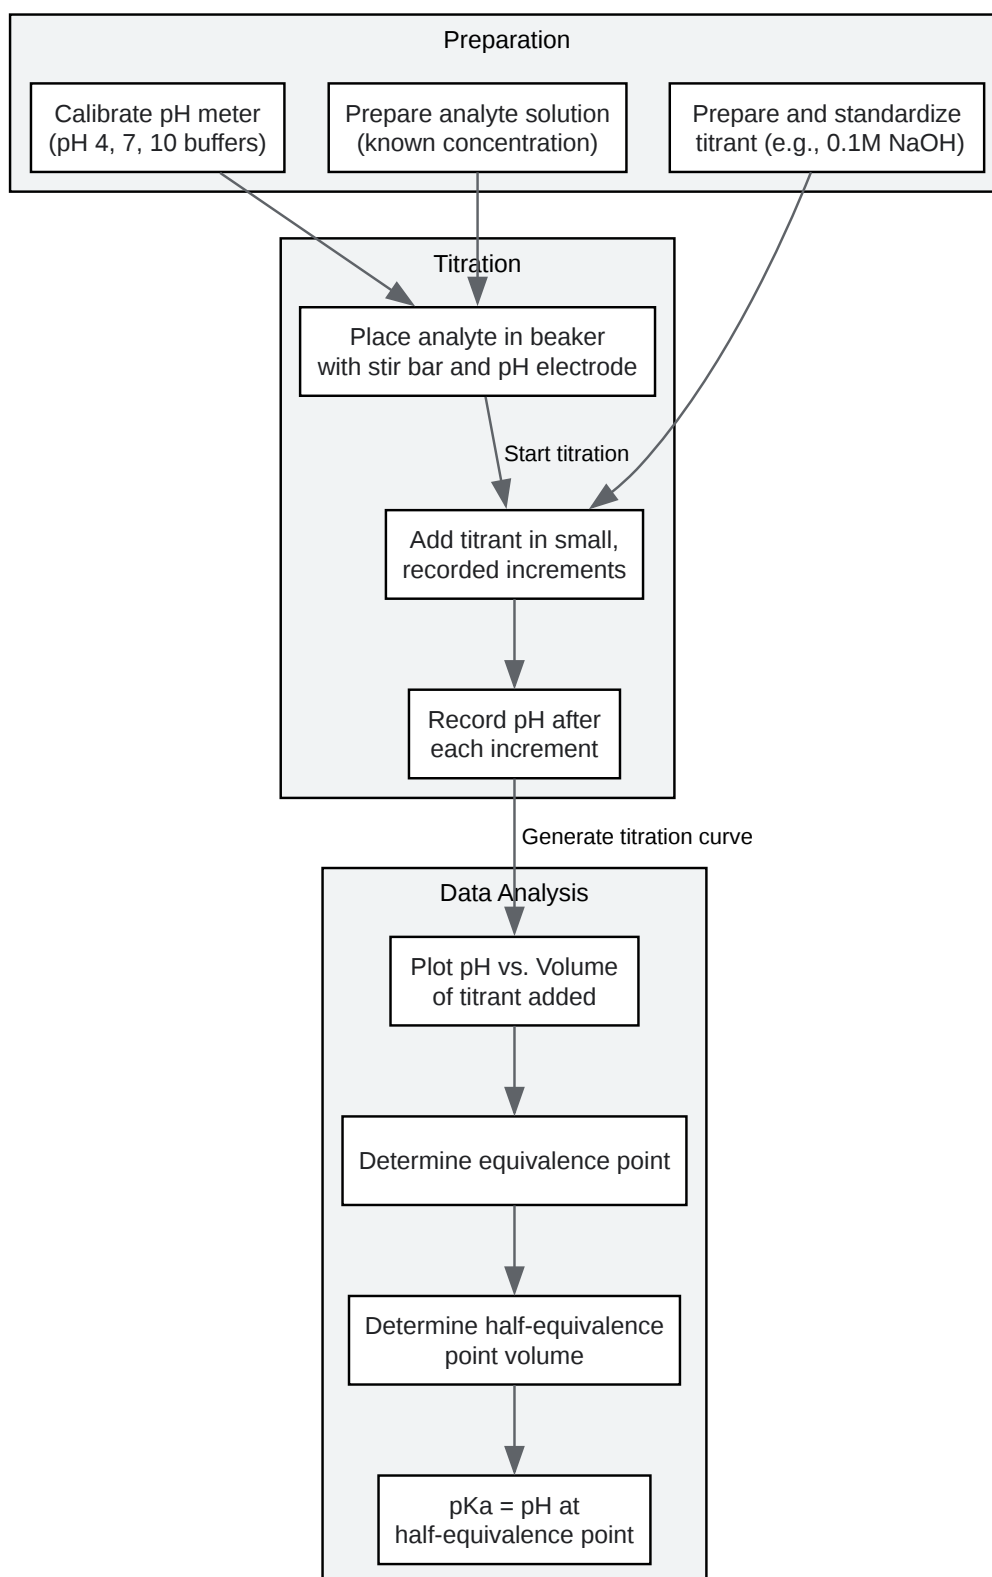 Preparation
Calibrate pH meter
(pH 4, 7, 10 buffers)
Prepare analyte solution
(known concentration)
Prepare and standardize
titrant (e.g., 0.1M NaOH)
Titration
Place analyte in beaker
with stir bar and pH electrode
Start titration
Add titrant in small,
recorded increments
Record pH after
each increment
Generate titration curve
Data Analysis
Plot pH vs. Volume
of titrant added
Determine equivalence point
Determine half-equivalence
point volume
pKa = pH at
half-equivalence point